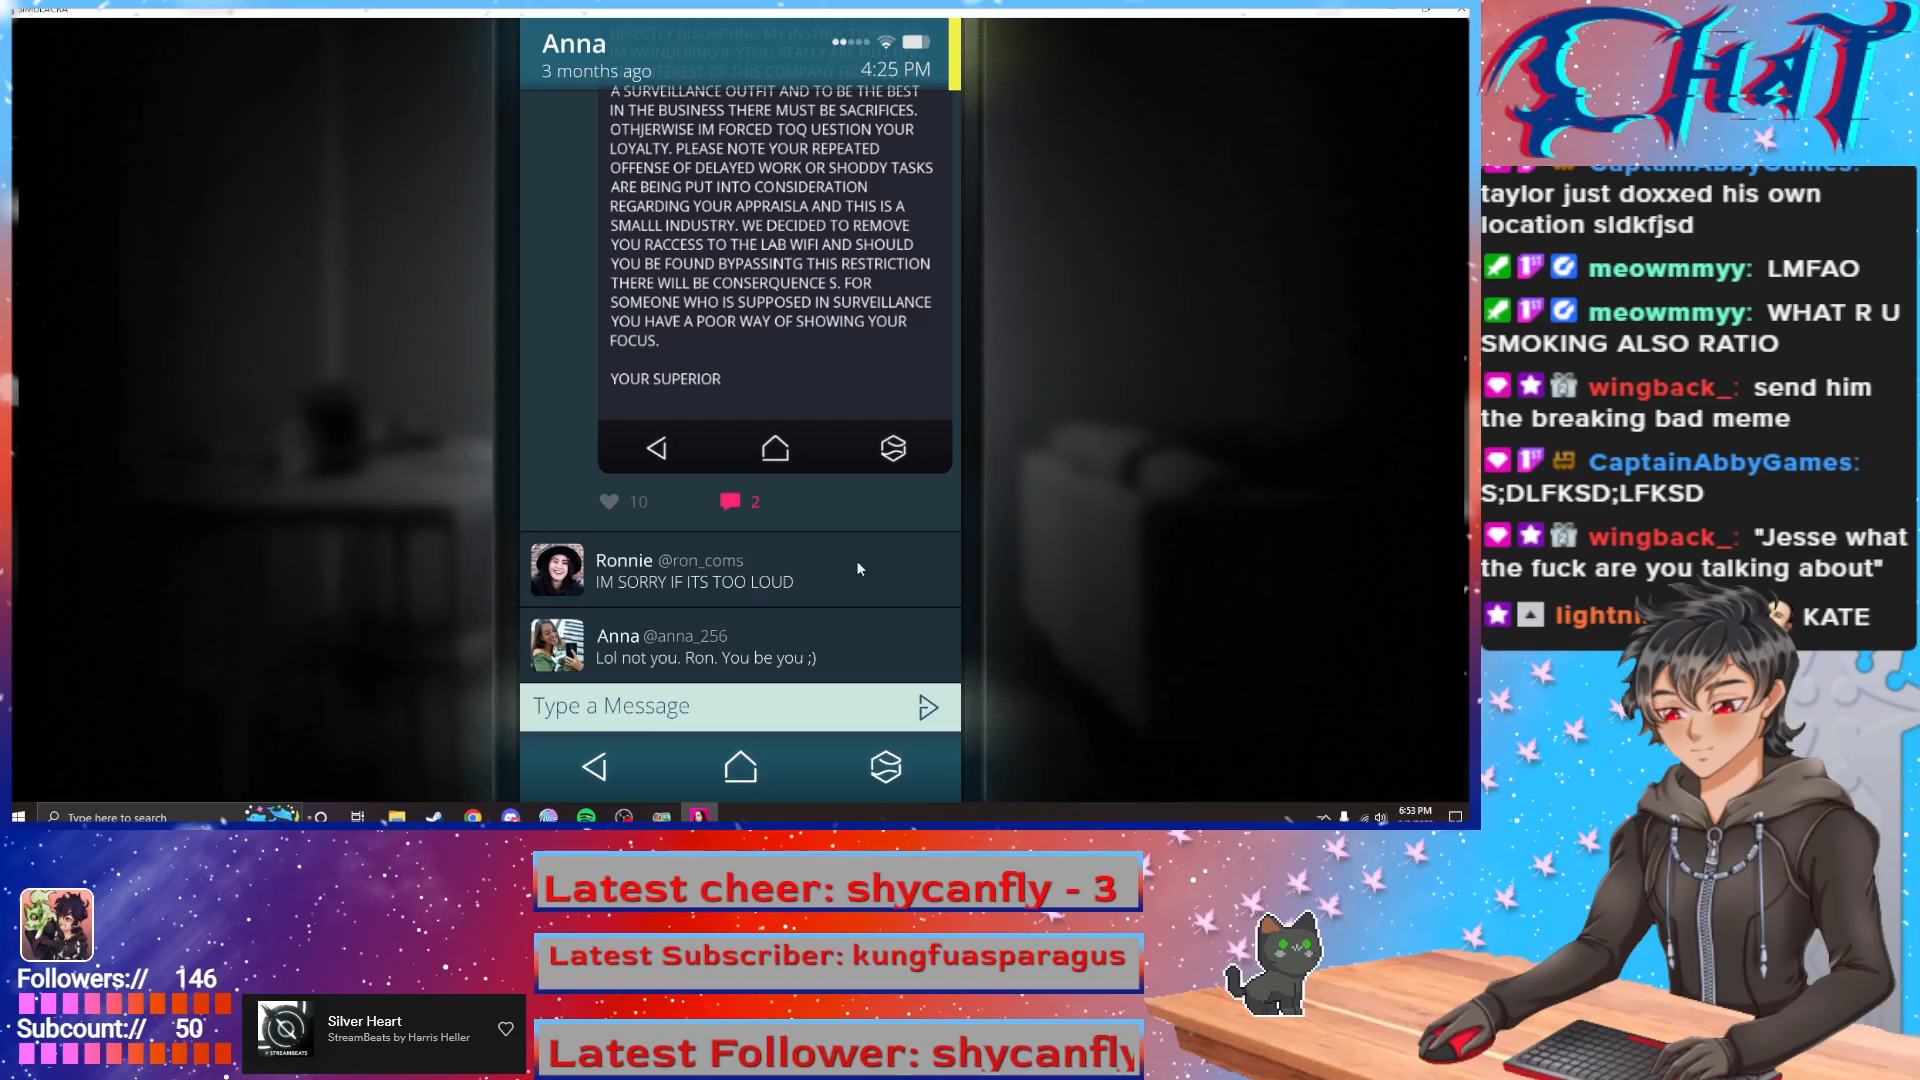 SIMULACRA
Anna
3 months ago
4:25 PM
DIRECTLY DISOBEYING MY
A SURVEILLANCE OUTFIT AND TO BE THE BEST
IN THE BUSINESS THERE MUST BE SACRIFICES.
OTHJERWISE IM FORCED TOQ UESTION YOUR
LOYALTY. PLEASE NOTE YOUR REPEATED
OFFENSE OF DELAYED WORK OR SHODDY TASKS
ARE BEING PUT INTO CONSIDERATION
REGARDING YOUR APPRAISLA AND THIS IS A
SMALLL INDUSTRY. WE DECIDED TO REMOVE
YOU RACCESS TO THE LAB WIFI AND SHOULD
YOU BE FOUND BYPASSINTG THIS RESTRICTION
THERE WILL BE CONSERQUENCE S. FOR
SOMEONE WHO IS SUPPOSED IN SURVEILLANCE
YOU HAVE A POOR WAY OF SHOWING YOUR
FOCUS.
YOUR SUPERIOR
10
2
Ronnie @ron_coms
IM SORRY IF ITS TOO LOUD
Anna @anna_256
Lol not you. Ron. You be you ;)
Type a Message
Type here to search
6:53 PM
CHAT
CaptainAbbyGames:
taylor just doxxed his own
location sldkfjsd
meowmmyy: LMFAO
meowmmyy: WHAT R U
SMOKING ALSO RATIO
wingback_: send him
the breaking bad meme
CaptainAbbyGames:
S;DLFKSD;LFKSD
wingback_: "Jesse what
the fuck are you talking about"
KATE
Latest cheer: shycanfly - 3
Latest Subscriber: kungfuasparagus
Latest Follower: shycanfly
Followers:// 146
Subcount:// 50
STREAMBEATS
Silver Heart
StreamBeats by Harris Heller